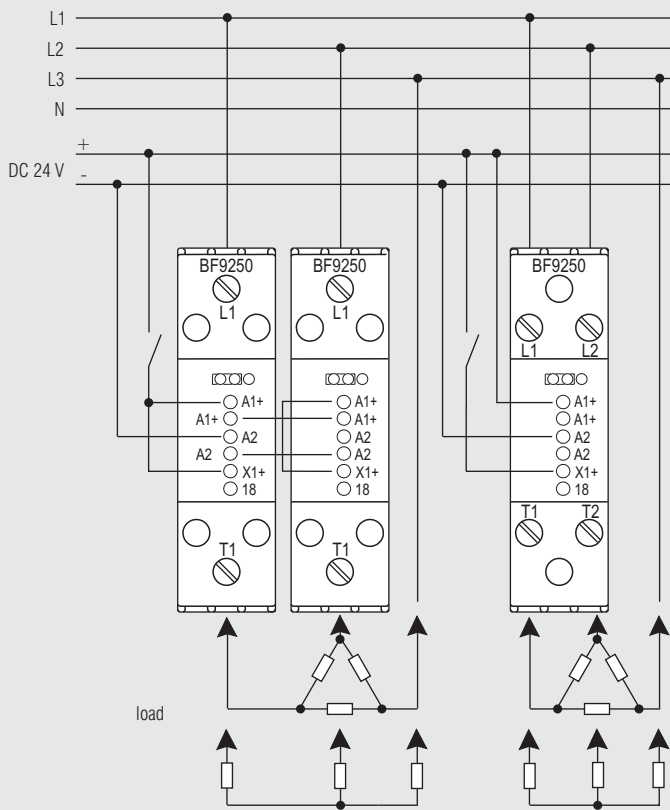 L1
L2
L3
N
+
DC 24 V -
BF9250 BF9250 BF9250
L1 L1
L1 L2
A1+ A1+ A1+
A1+ A1+ A1+
A2 A2 A2
A2 A2 A2
X1+ X1+ X1+
18 18 18
T1 T2
T1 T1
load